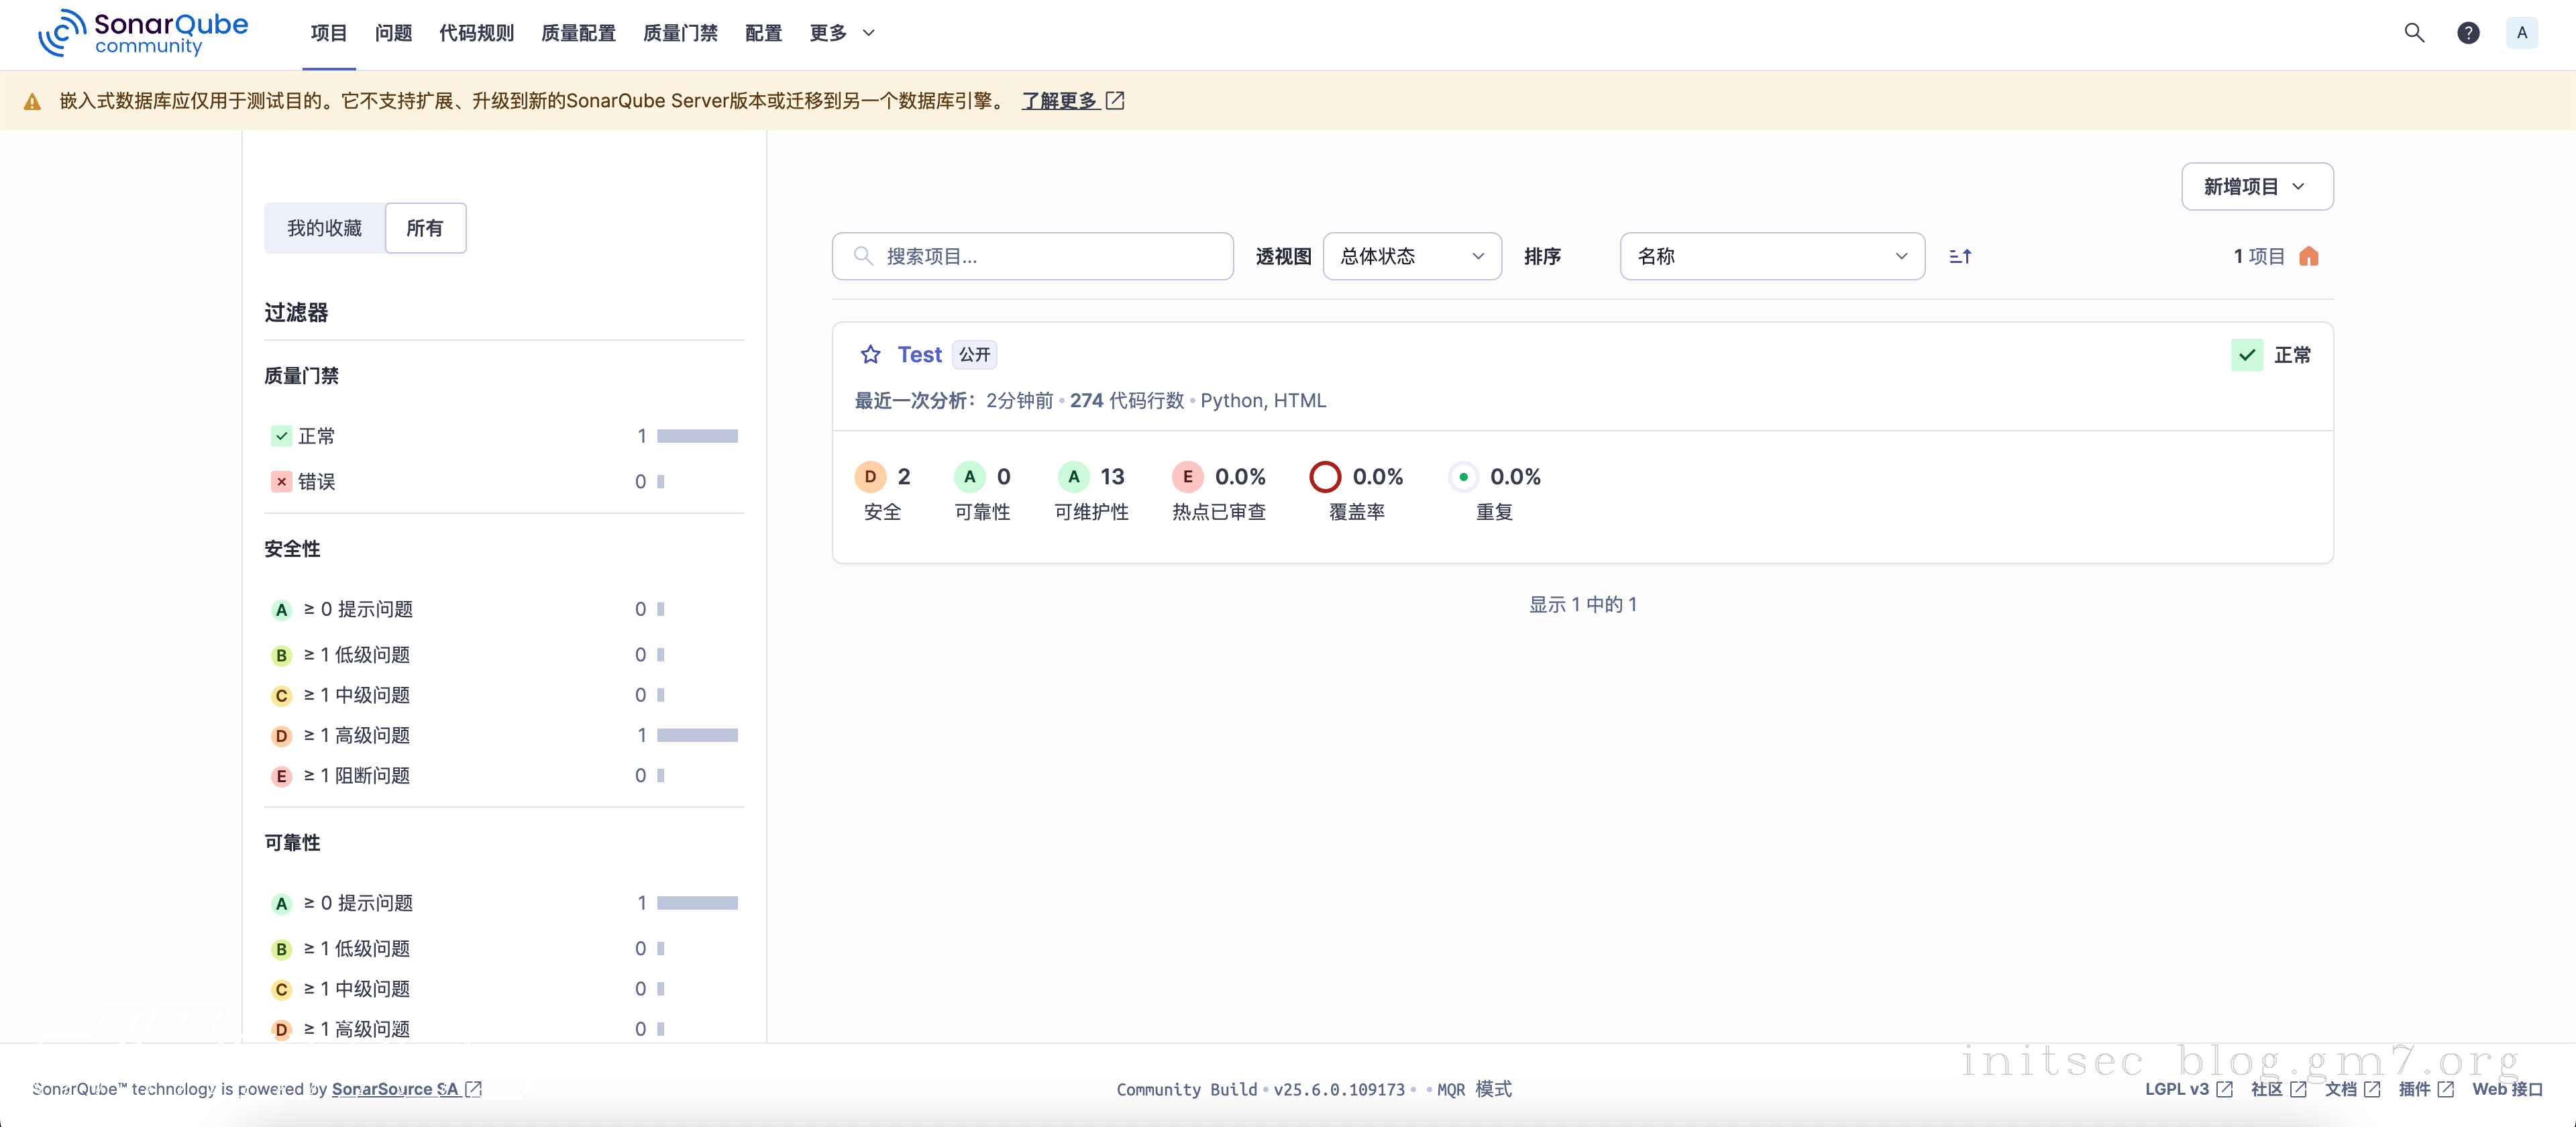 SonarQube community
项目 问题 代码规则 质量配置 质量门禁 配置 更多
A
嵌入式数据库应仅用于测试目的。它不支持扩展、升级到新的SonarQube Server版本或迁移到另一个数据库引擎。 了解更多
我的收藏 所有
过滤器
质量门禁
正常 1
错误 0
安全性
A ≥ 0 提示问题 0
B ≥ 1 低级问题 0
C ≥ 1 中级问题 0
D ≥ 1 高级问题 1
E ≥ 1 阻断问题 0
可靠性
A ≥ 0 提示问题 1
B ≥ 1 低级问题 0
C ≥ 1 中级问题 0
D ≥ 1 高级问题 0
新增项目
搜索项目... 透视图 总体状态 排序 名称 1 项目
Test 公开 正常
最近一次分析： 2分钟前 • 274 代码行数 • Python, HTML
D 2 A 0 A 13 E 0.0% 0.0% 0.0%
安全 可靠性 可维护性 热点已审查 覆盖率 重复
显示 1 中的 1
initsec blog.gm7.org
SonarQube™ technology is powered by SonarSource SA
Community Build • v25.6.0.109173 • • MQR 模式
LGPL v3 社区 文档 插件 Web 接口